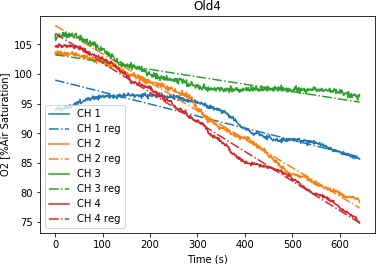 Old4
O2 [%Air Saturation]
105
100
95
90
85
80
75
CH 1
CH 1 reg
CH 2
CH 2 reg
CH 3
CH 3 reg
CH 4
CH 4 reg
0 100 200 300 400 500 600
Time (s)